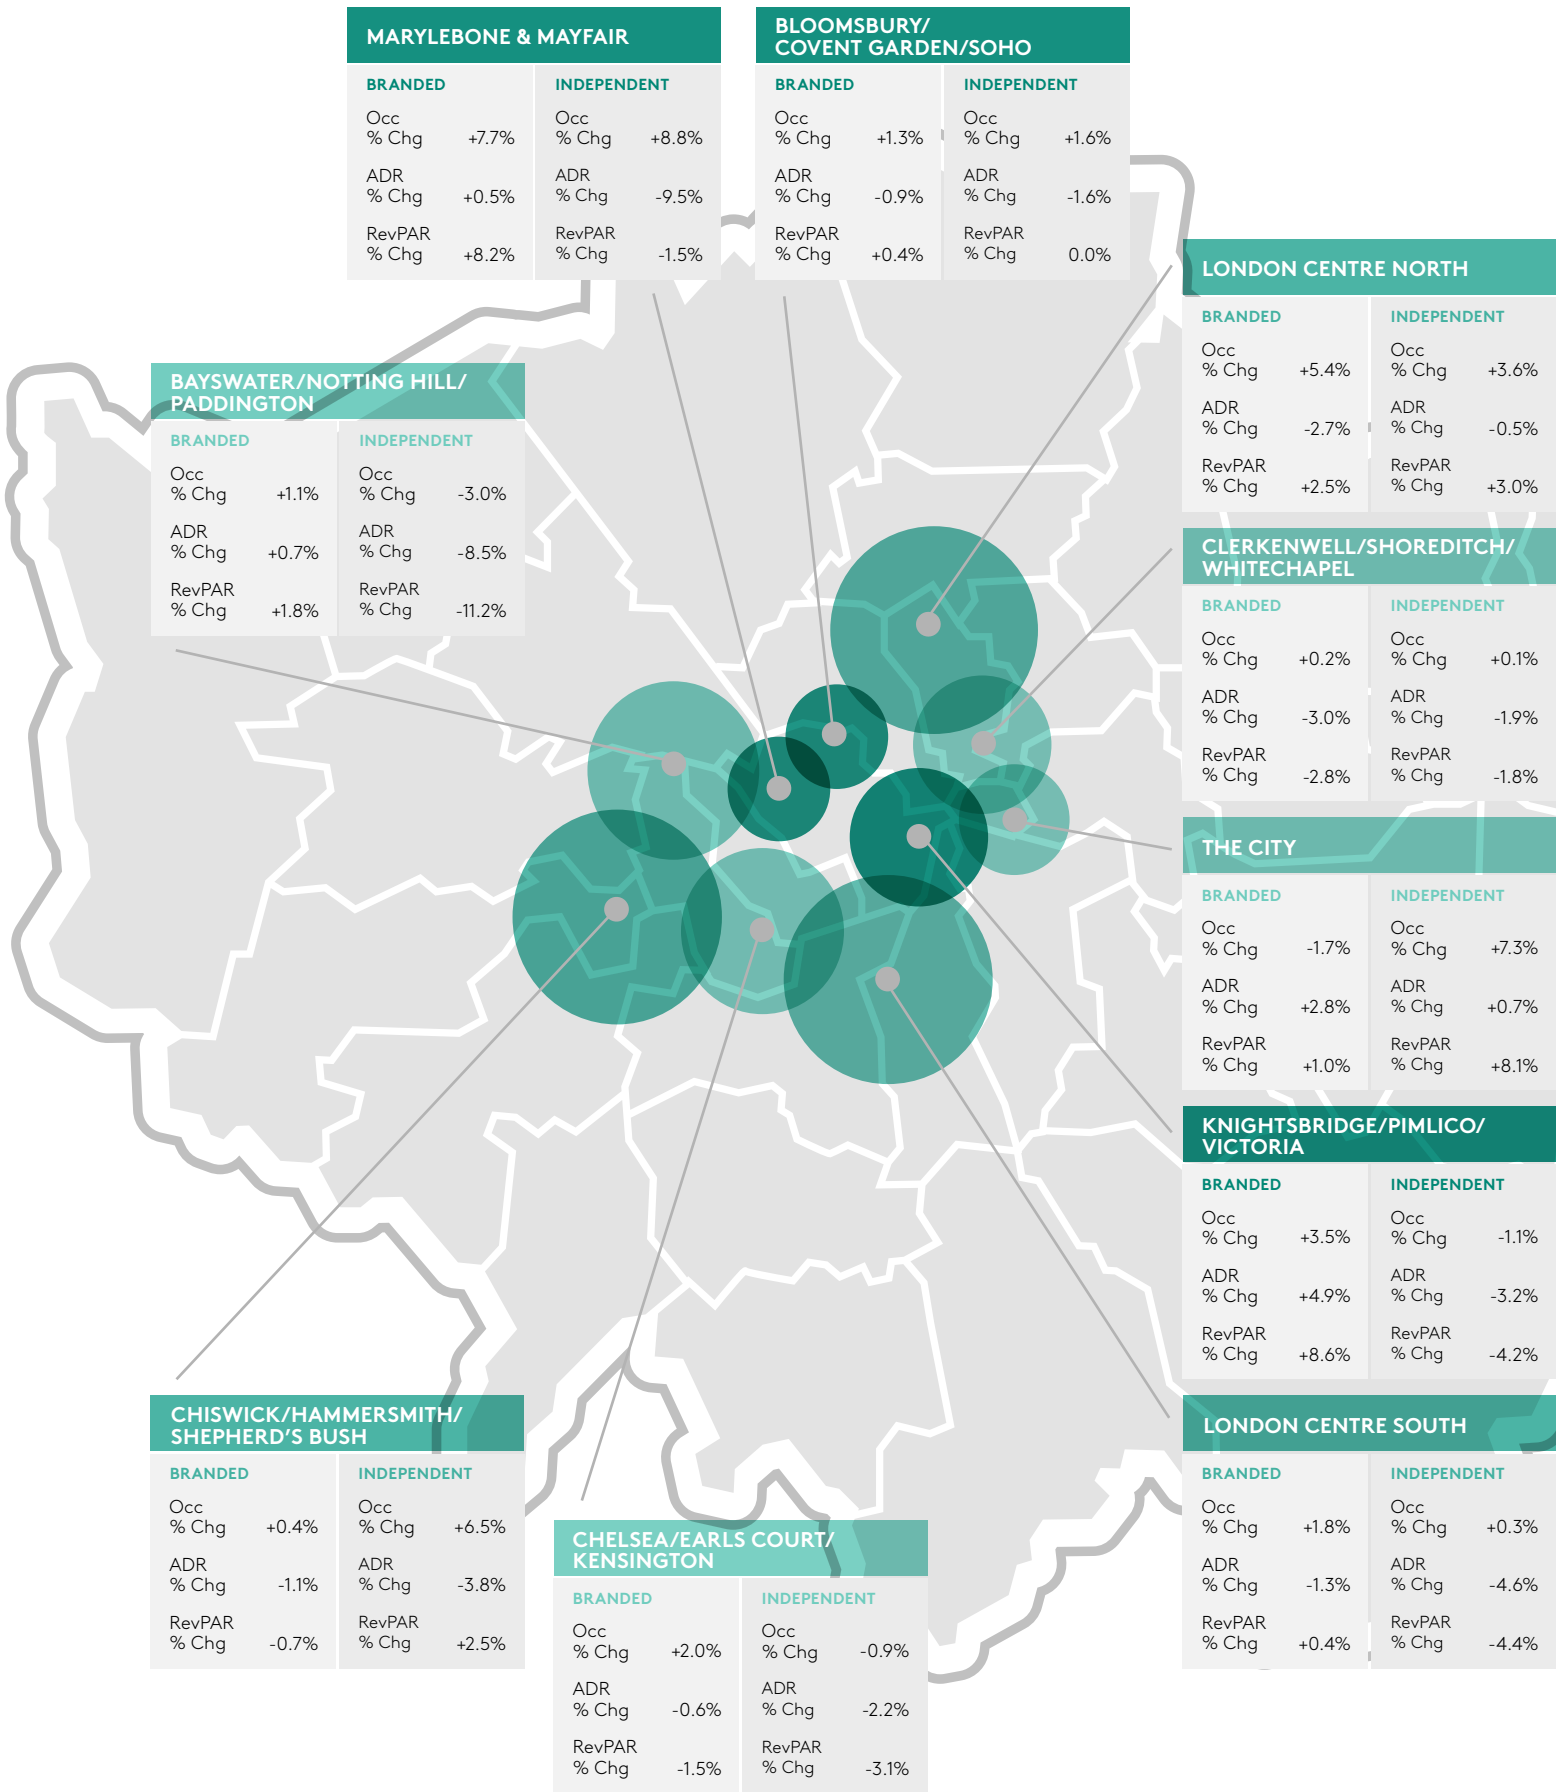 MARYLEBONE & MAYFAIR
BRANDED
Occ
% Chg +7.7%
ADR
% Chg +0.5%
RevPAR
% Chg +8.2%
INDEPENDENT
Occ
% Chg +8.8%
ADR
% Chg -9.5%
RevPAR
% Chg -1.5%
BLOOMSBURY/
COVENT GARDEN/SOHO
BRANDED
Occ
% Chg +1.3%
ADR
% Chg -0.9%
RevPAR
% Chg +0.4%
INDEPENDENT
Occ
% Chg +1.6%
ADR
% Chg -1.6%
RevPAR
% Chg 0.0%
LONDON CENTRE NORTH
BRANDED
Occ
% Chg +5.4%
ADR
% Chg -2.7%
RevPAR
% Chg +2.5%
INDEPENDENT
Occ
% Chg +3.6%
ADR
% Chg -0.5%
RevPAR
% Chg +3.0%
BAYSWATER/NOTTING HILL/
PADDINGTON
BRANDED
Occ
% Chg +1.1%
ADR
% Chg +0.7%
RevPAR
% Chg +1.8%
INDEPENDENT
Occ
% Chg -3.0%
ADR
% Chg -8.5%
RevPAR
% Chg -11.2%
CLERKENWELL/SHOREDITCH/
WHITECHAPEL
BRANDED
Occ
% Chg +0.2%
ADR
% Chg -3.0%
RevPAR
% Chg -2.8%
INDEPENDENT
Occ
% Chg +0.1%
ADR
% Chg -1.9%
RevPAR
% Chg -1.8%
THE CITY
BRANDED
Occ
% Chg -1.7%
ADR
% Chg +2.8%
RevPAR
% Chg +1.0%
INDEPENDENT
Occ
% Chg +7.3%
ADR
% Chg +0.7%
RevPAR
% Chg +8.1%
KNIGHTSBRIDGE/PIMLICO/
VICTORIA
BRANDED
Occ
% Chg +3.5%
ADR
% Chg +4.9%
RevPAR
% Chg +8.6%
INDEPENDENT
Occ
% Chg -1.1%
ADR
% Chg -3.2%
RevPAR
% Chg -4.2%
CHISWICK/HAMMERSMITH/
SHEPHERD'S BUSH
BRANDED
Occ
% Chg +0.4%
ADR
% Chg -1.1%
RevPAR
% Chg -0.7%
INDEPENDENT
Occ
% Chg +6.5%
ADR
% Chg -3.8%
RevPAR
% Chg +2.5%
LONDON CENTRE SOUTH
BRANDED
Occ
% Chg +1.8%
ADR
% Chg -1.3%
RevPAR
% Chg +0.4%
INDEPENDENT
Occ
% Chg +0.3%
ADR
% Chg -4.6%
RevPAR
% Chg -4.4%
CHELSEA/EARLS COURT/
KENSINGTON
BRANDED
Occ
% Chg +2.0%
ADR
% Chg -0.6%
RevPAR
% Chg -1.5%
INDEPENDENT
Occ
% Chg -0.9%
ADR
% Chg -2.2%
RevPAR
% Chg -3.1%